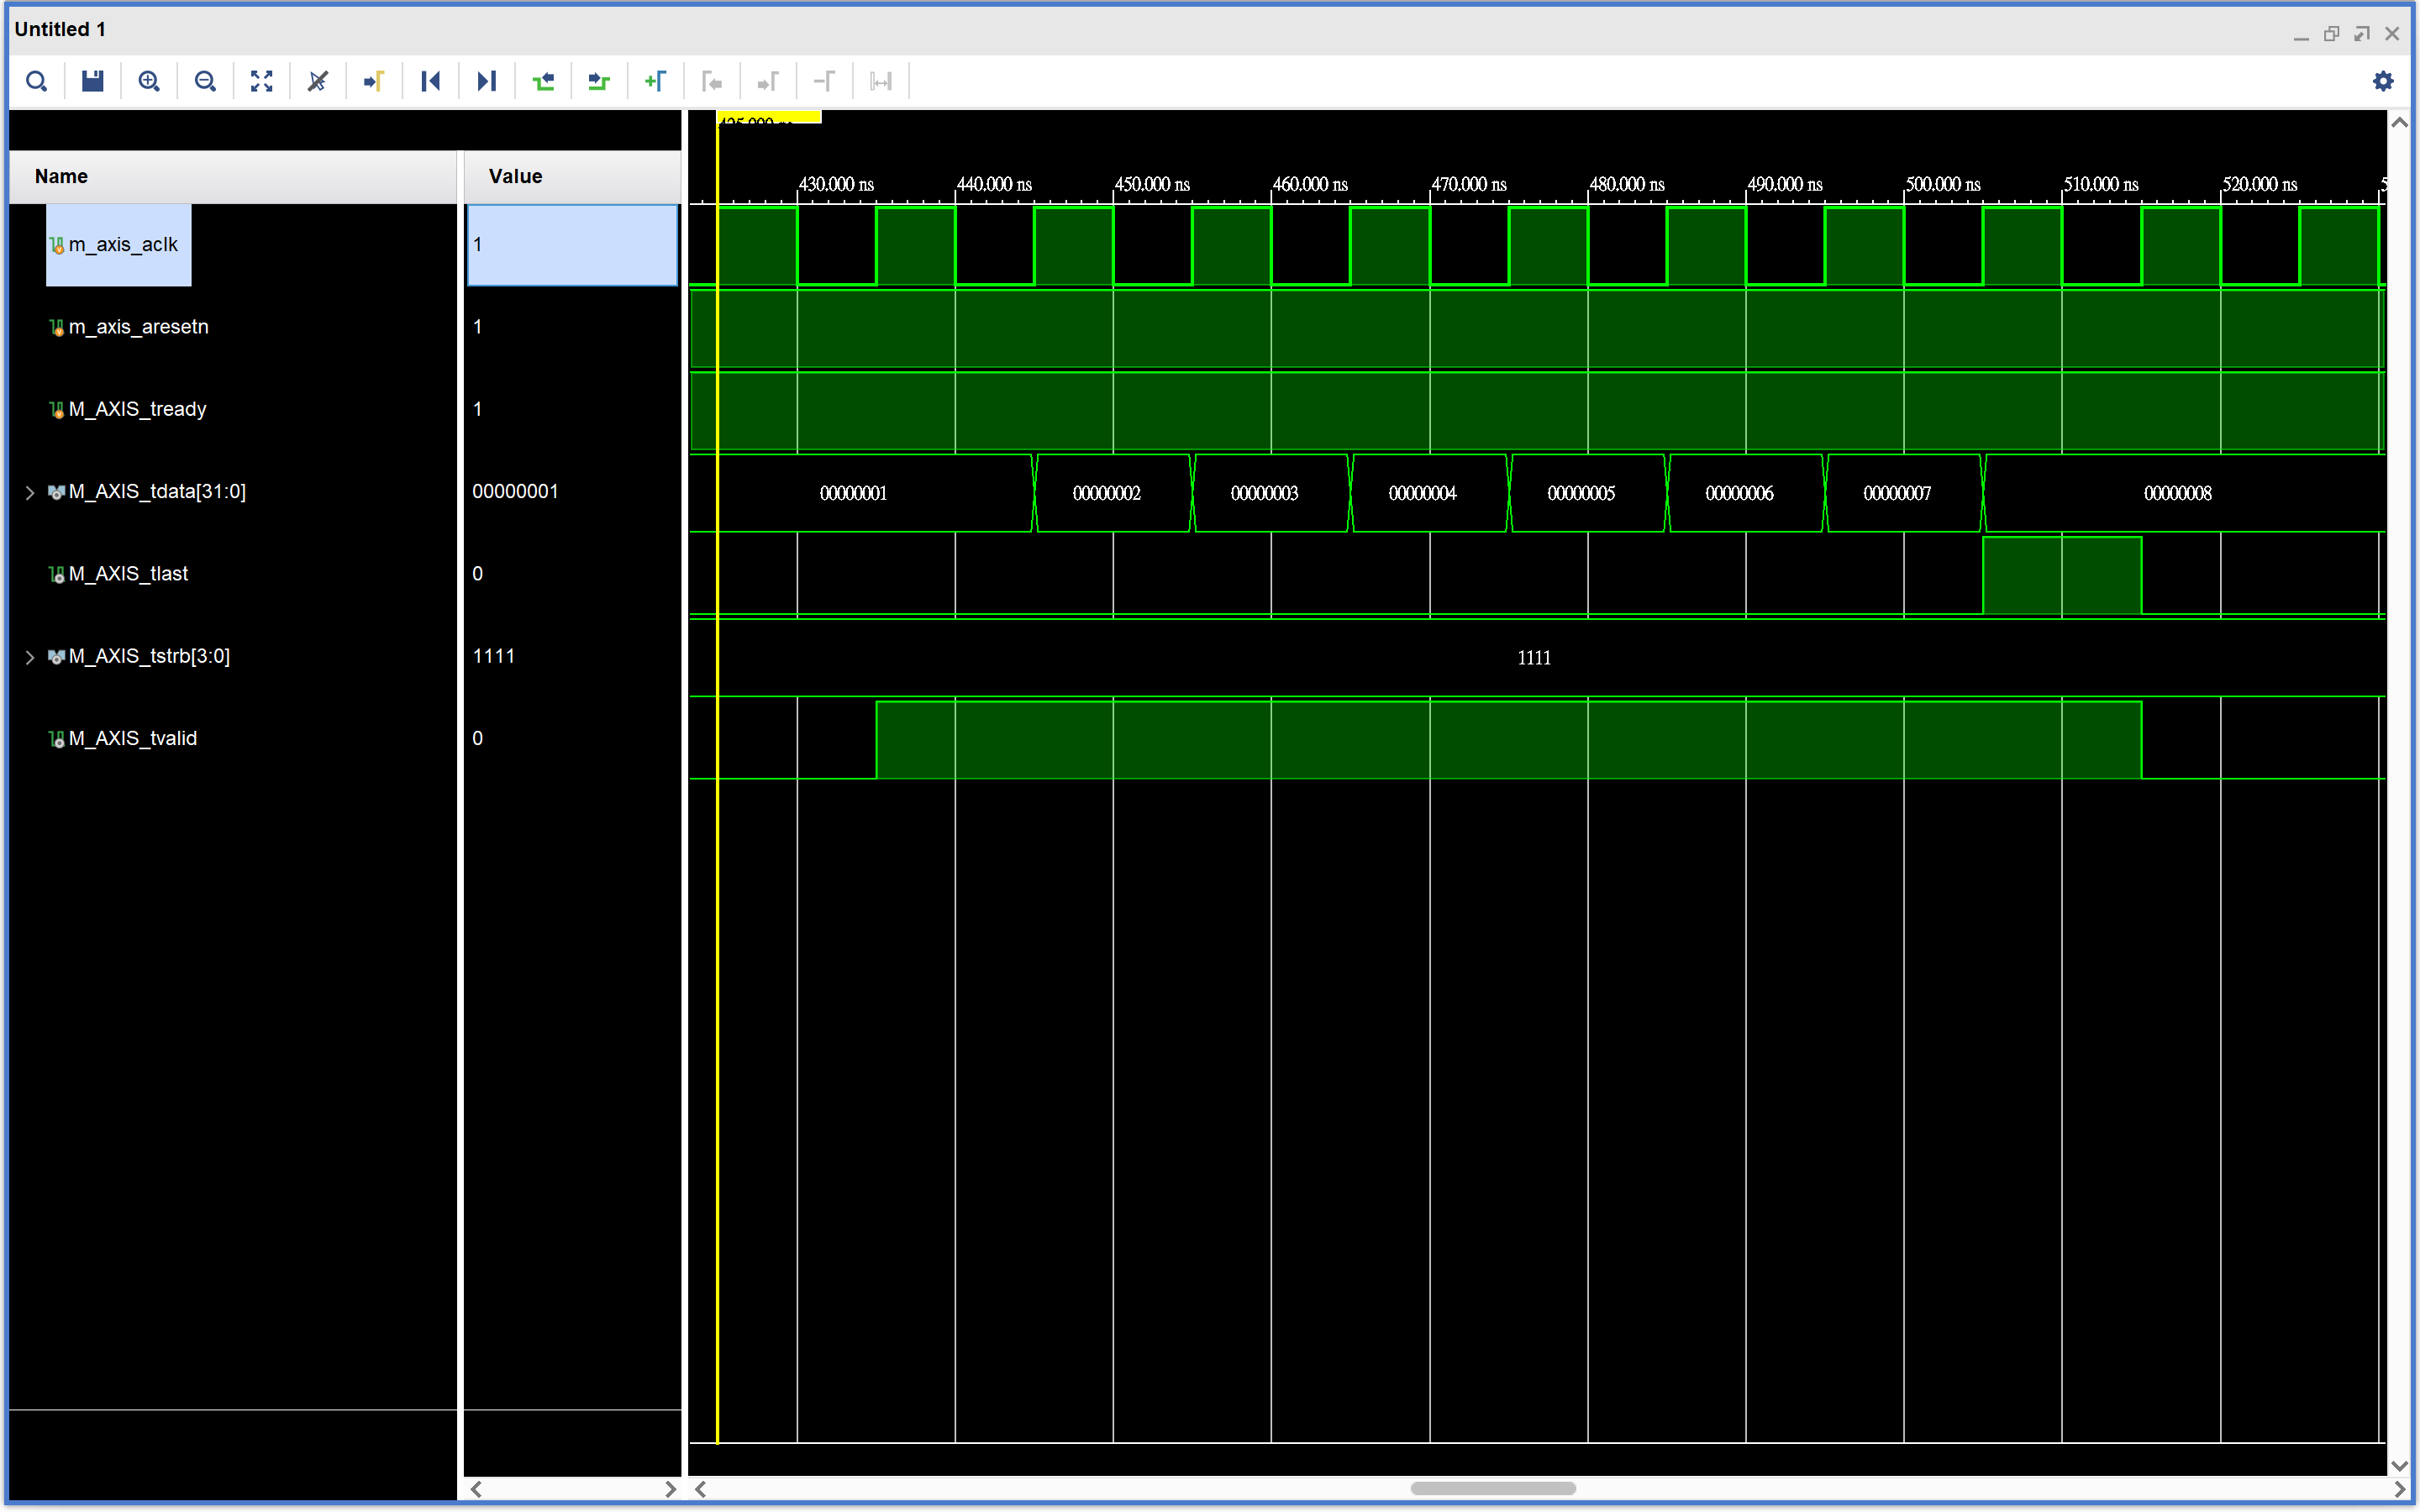 Untitled 1
Name Value
430.000 ns 440.000 ns 450.000 ns 460.000 ns 470.000 ns 480.000 ns 490.000 ns 500.000 ns 510.000 ns 520.000 ns 5
m_axis_aclk 1
m_axis_aresetn 1
M_AXIS_tready 1
M_AXIS_tdata[31:0] 00000001 00000001 00000002 00000003 00000004 00000005 00000006 00000007 00000008
M_AXIS_tlast 0
M_AXIS_tstrb[3:0] 1111 1111
M_AXIS_tvalid 0